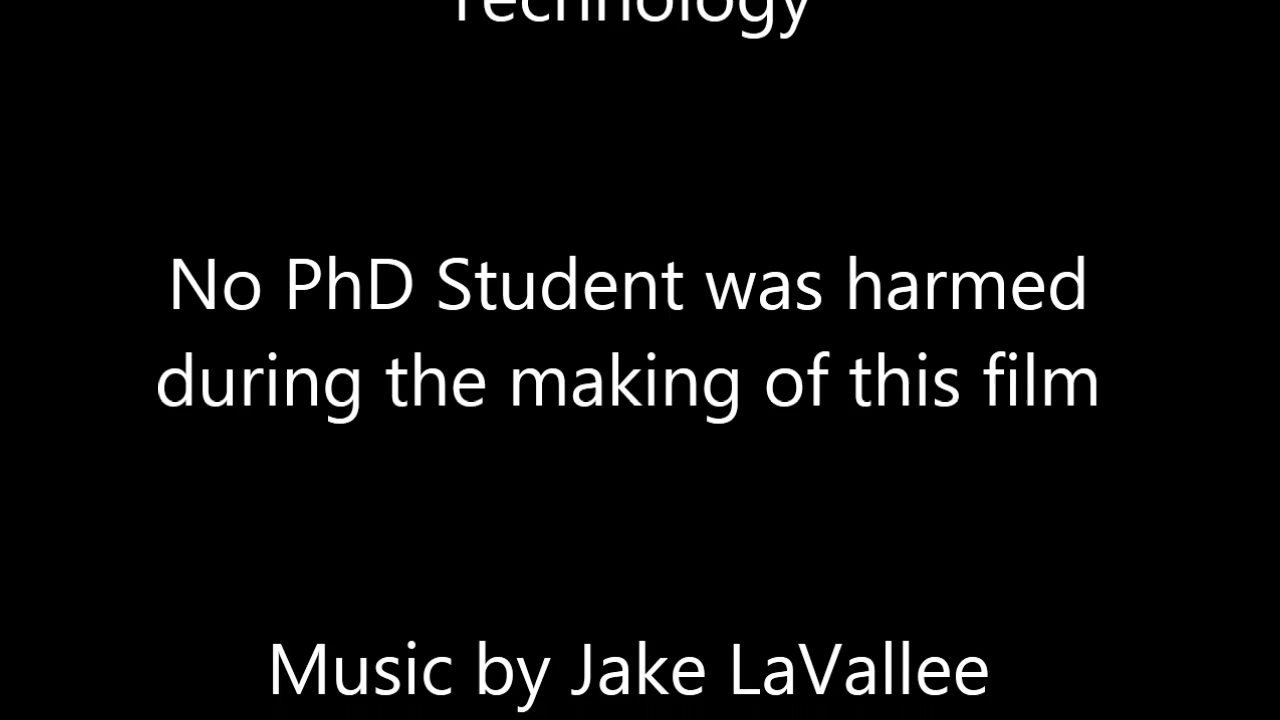 Technology
No PhD Student was harmed
during the making of this film
Music by Jake LaVallee